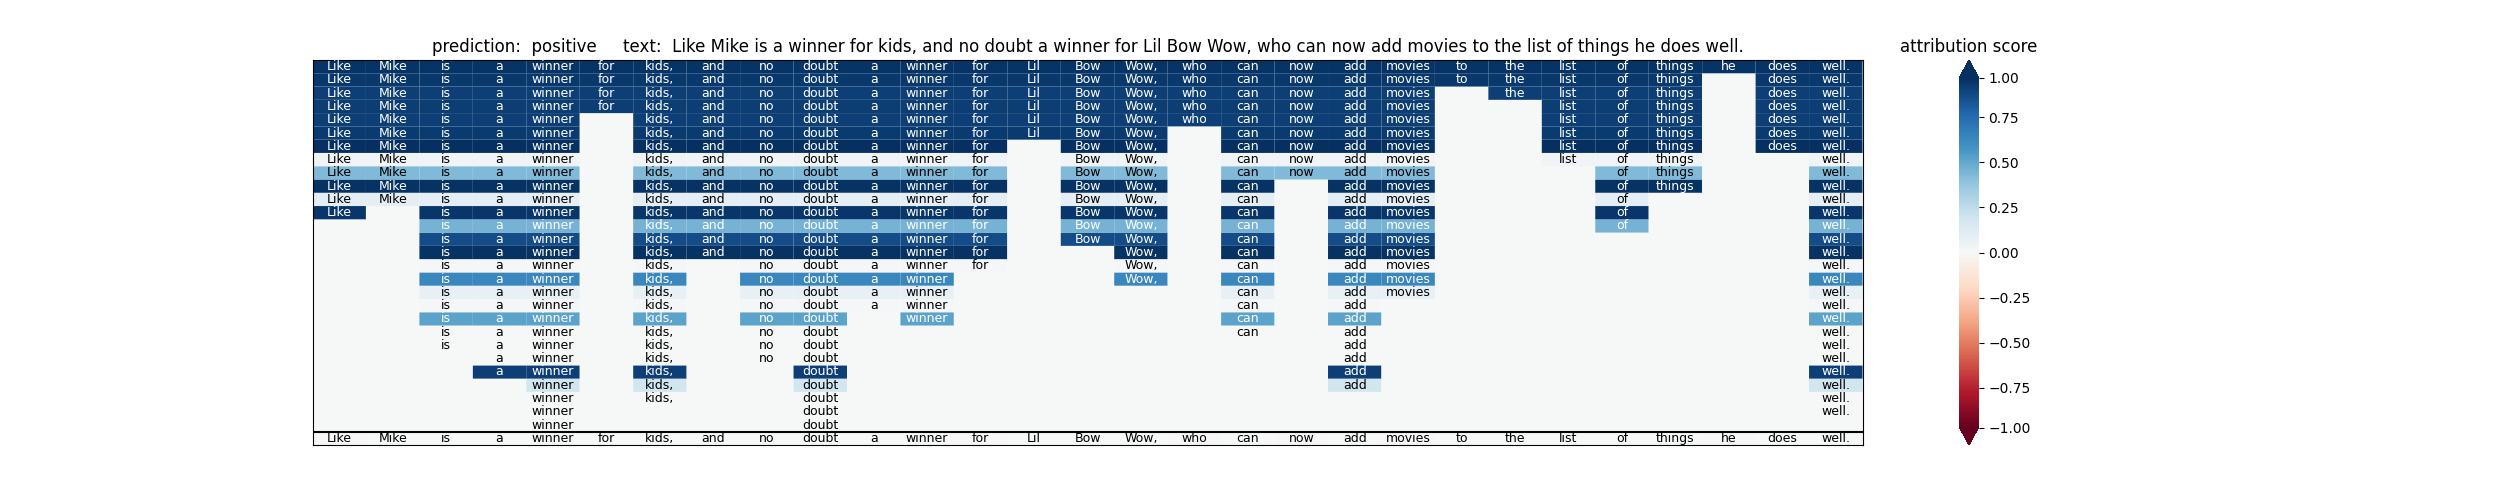 prediction: positive text: Like Mike is a winner for kids, and no doubt a winner for Lil Bow Wow, who can now add movies to the list of things he does well.
attribution score
Like Mike is a winner for kids, and no doubt a winner for Lil Bow Wow, who can now add movies to the list of things he does well.
Like Mike is a winner for kids, and no doubt a winner for Lil Bow Wow, who can now add movies to the list of things does well.
Like Mike is a winner for kids, and no doubt a winner for Lil Bow Wow, who can now add movies the list of things does well.
Like Mike is a winner for kids, and no doubt a winner for Lil Bow Wow, who can now add movies list of things does well.
Like Mike is a winner kids, and no doubt a winner for Lil Bow Wow, who can now add movies list of things does well.
Like Mike is a winner kids, and no doubt a winner for Lil Bow Wow, can now add movies list of things does well.
Like Mike is a winner kids, and no doubt a winner for Bow Wow, can now add movies list of things does well.
Like Mike is a winner kids, and no doubt a winner for Bow Wow, can now add movies list of things well.
Like Mike is a winner kids, and no doubt a winner for Bow Wow, can now add movies of things well.
Like Mike is a winner kids, and no doubt a winner for Bow Wow, can add movies of things well.
Like Mike is a winner kids, and no doubt a winner for Bow Wow, can add movies of well.
Like is a winner kids, and no doubt a winner for Bow Wow, can add movies of well.
is a winner kids, and no doubt a winner for Bow Wow, can add movies of well.
is a winner kids, and no doubt a winner for Bow Wow, can add movies well.
is a winner kids, and no doubt a winner for Wow, can add movies well.
is a winner kids, no doubt a winner for Wow, can add movies well.
is a winner kids, no doubt a winner Wow, can add movies well.
is a winner kids, no doubt a winner can add movies well.
is a winner kids, no doubt a winner can add well.
is a winner kids, no doubt winner can add well.
is a winner kids, no doubt can add well.
is a winner kids, no doubt add well.
a winner kids, no doubt add well.
a winner kids, doubt add well.
winner kids, doubt add well.
winner kids, doubt well.
winner doubt well.
winner doubt
Like Mike is a winner for kids, and no doubt a winner for Lil Bow Wow, who can now add movies to the list of things he does well.
1.00
0.75
0.50
0.25
0.00
−0.25
−0.50
−0.75
−1.00